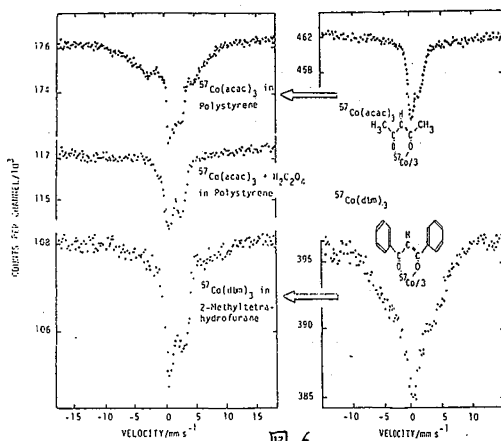 COUNTS PER CHANNEL/10³
176
174
57Co(acac)3 in
Polystyrene
117
115
57Co(acac)3 + H2C2O4
in Polystyrene
108
106
57Co(dbm)3 in
2-Methyltetra-
hydrofurane
-15 -10 -5 0 5 10 15
VELOCITY/mm s-1
462
458
57Co(acac)3
H
H3C CH3
O O
57Co/3
57Co(dbm)3
H
O O
57Co/3
395
390
385
-10 0 10
VELOCITY/mm s-1
図 6